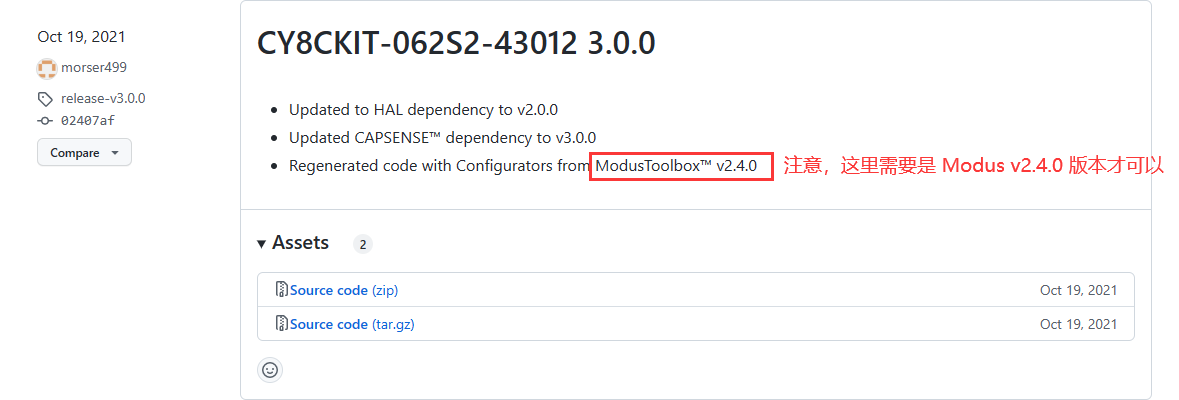 Oct 19, 2021
morser499
release-v3.0.0
02407af
Compare
CY8CKIT-062S2-43012 3.0.0
Updated to HAL dependency to v2.0.0
Updated CAPSENSE™ dependency to v3.0.0
Regenerated code with Configurators from ModusToolbox™ v2.4.0 注意，这里需要是 Modus v2.4.0 版本才可以
Assets 2
Source code (zip) Oct 19, 2021
Source code (tar.gz) Oct 19, 2021